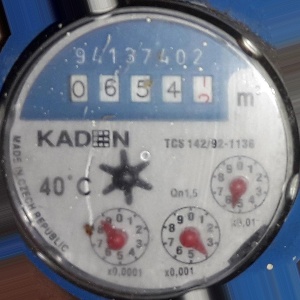 94137402
0654
m³
KADEN
TCS 142/92-1136
40°C
Qn1,5
MADE IN CZECH REPUBLIC
x0,01
x0,0001
x0,001